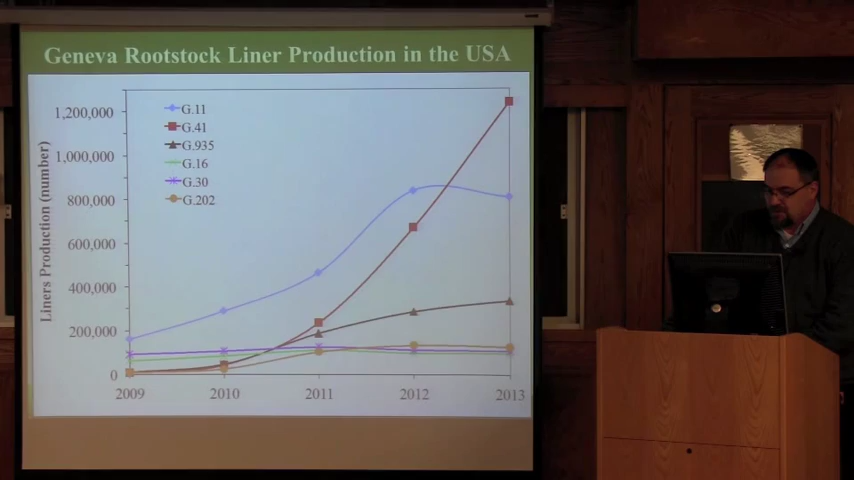 Geneva Rootstock Liner Production in the USA
Liners Production (number)
1,200,000
1,000,000
800,000
600,000
400,000
200,000
0
G.11
G.41
G.935
G.16
G.30
G.202
2009 2010 2011 2012 2013